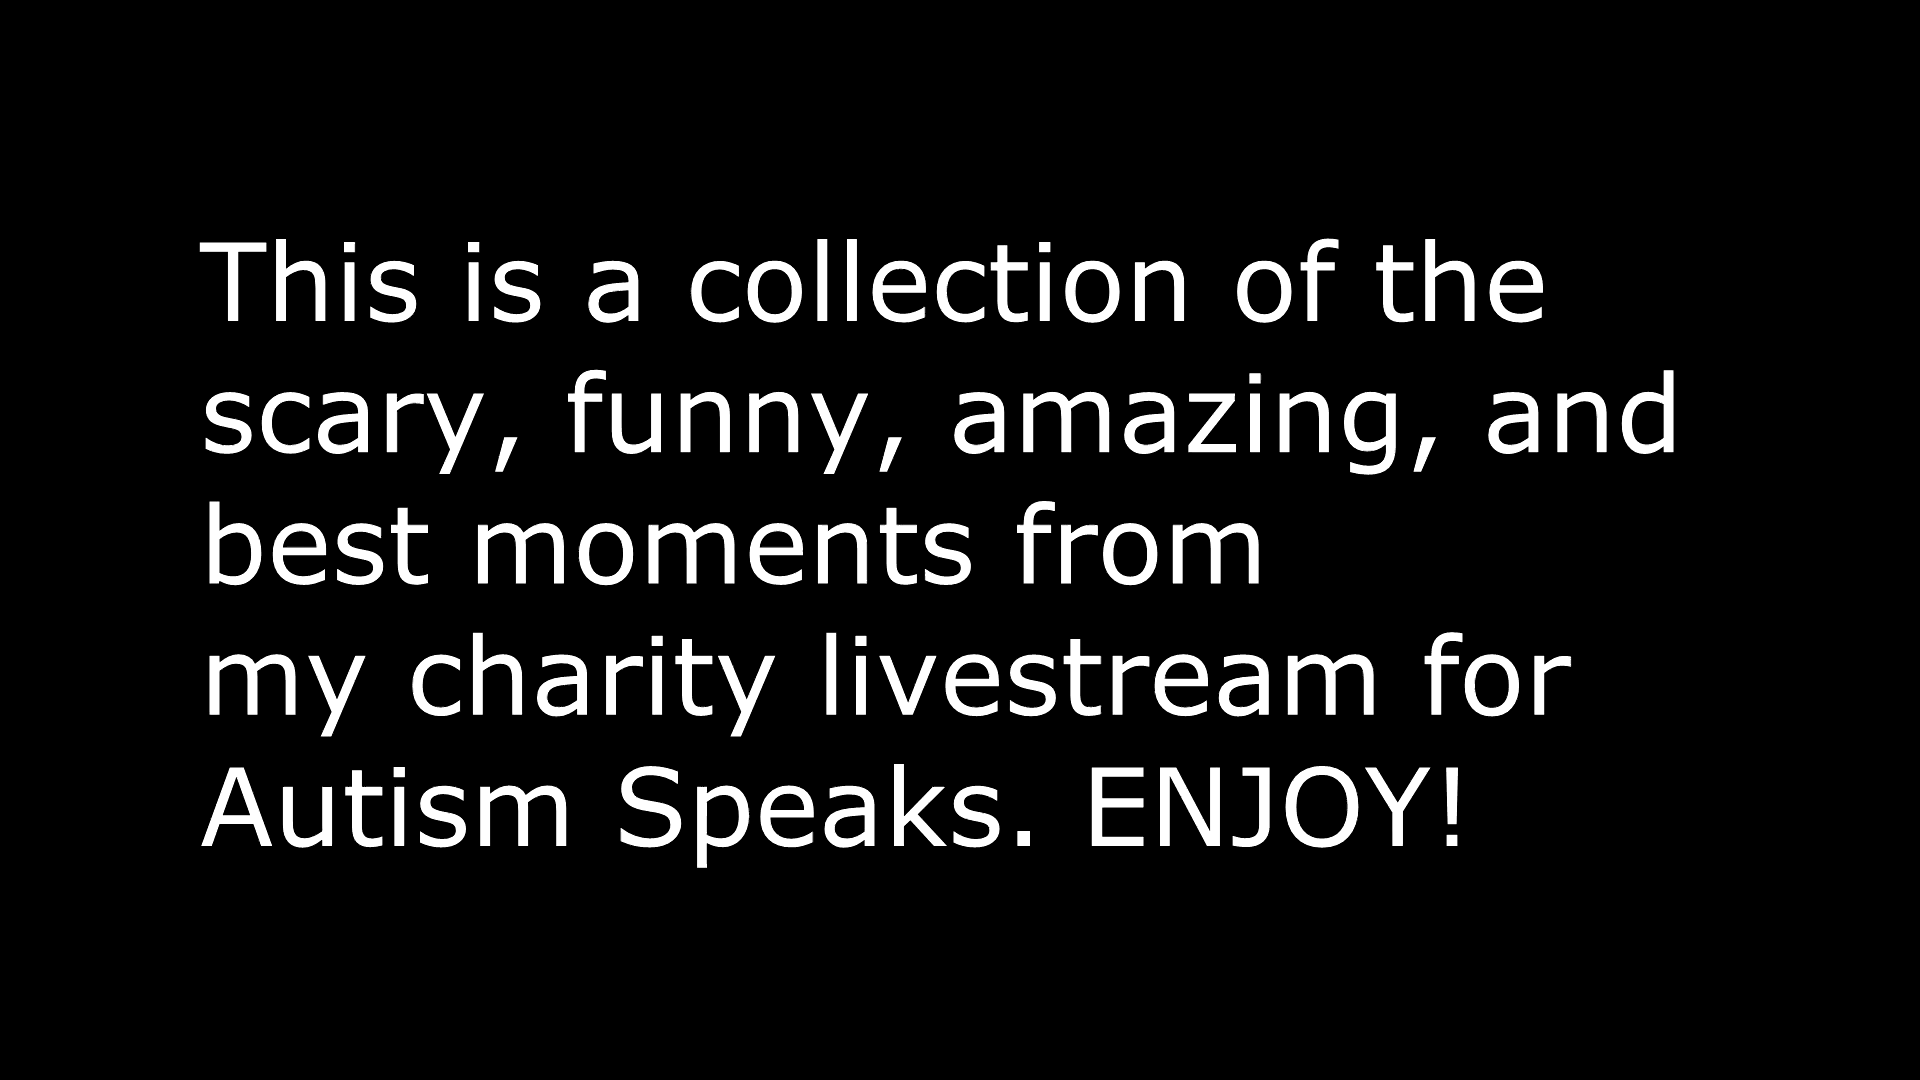 This is a collection of the
scary, funny, amazing, and
best moments from
my charity livestream for
Autism Speaks. ENJOY!